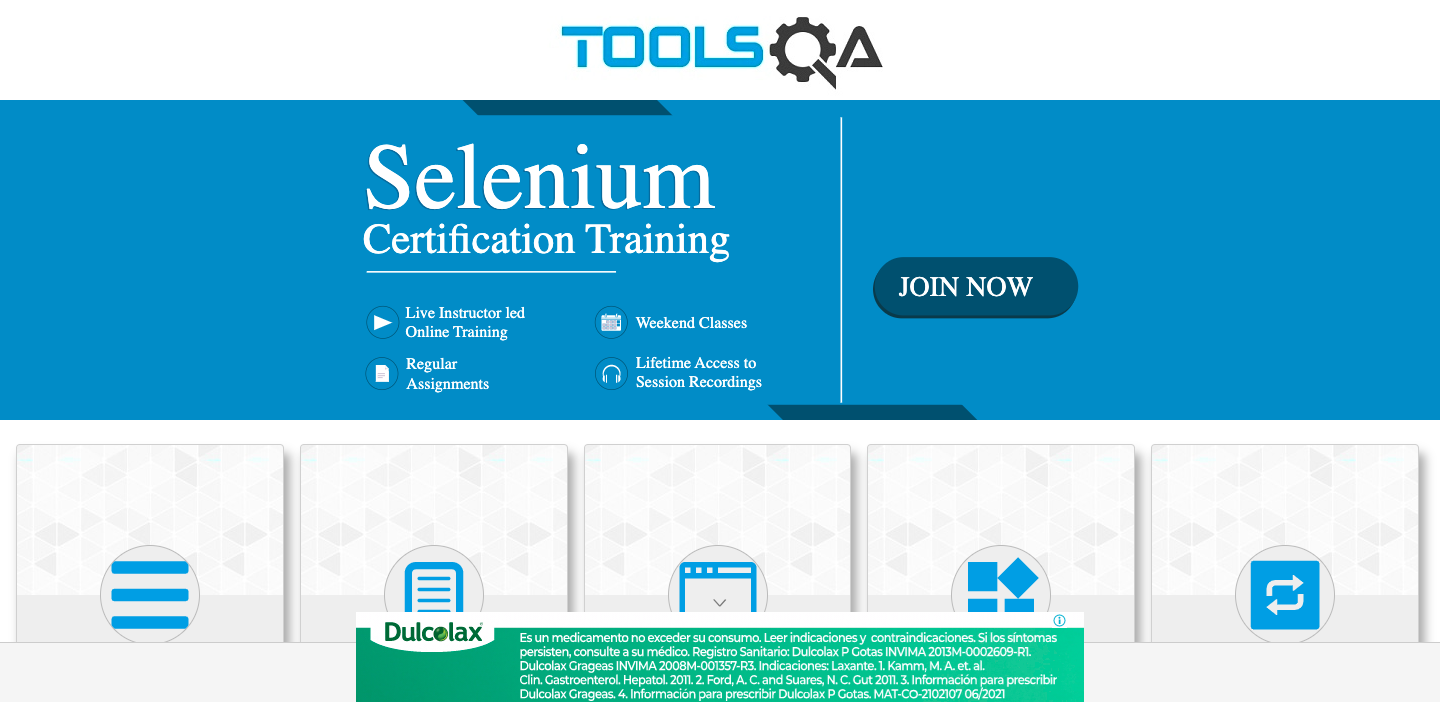 TOOLSQA
Selenium
Certification Training
Live Instructor led
Online Training
Weekend Classes
Regular
Assignments
Lifetime Access to
Session Recordings
JOIN NOW
Dulcolax®
Es un medicamento no exceder su consumo. Leer indicaciones y contraindicaciones. Si los síntomas
persisten, consulte a su médico. Registro Sanitario: Dulcolax P Gotas INVIMA 2013M-0002609-R1.
Dulcolax Grageas INVIMA 2008M-001357-R3. Indicaciones: Laxante. 1. Kamm, M. A. et. al.
Clin. Gastroenterol. Hepatol. 2011. 2. Ford, A. C. and Suares, N. C. Gut 2011. 3. Información para prescribir
Dulcolax Grageas. 4. Información para prescribir Dulcolax P Gotas. MAT-CO-2102107 06/2021